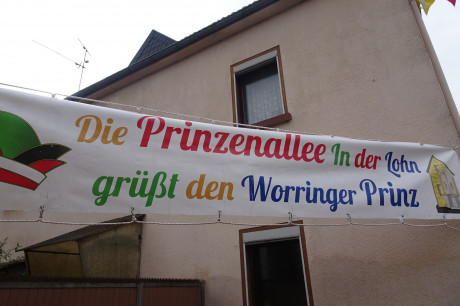 Die Prinzenallee In der Lohn
grüßt den Worringer Prinz